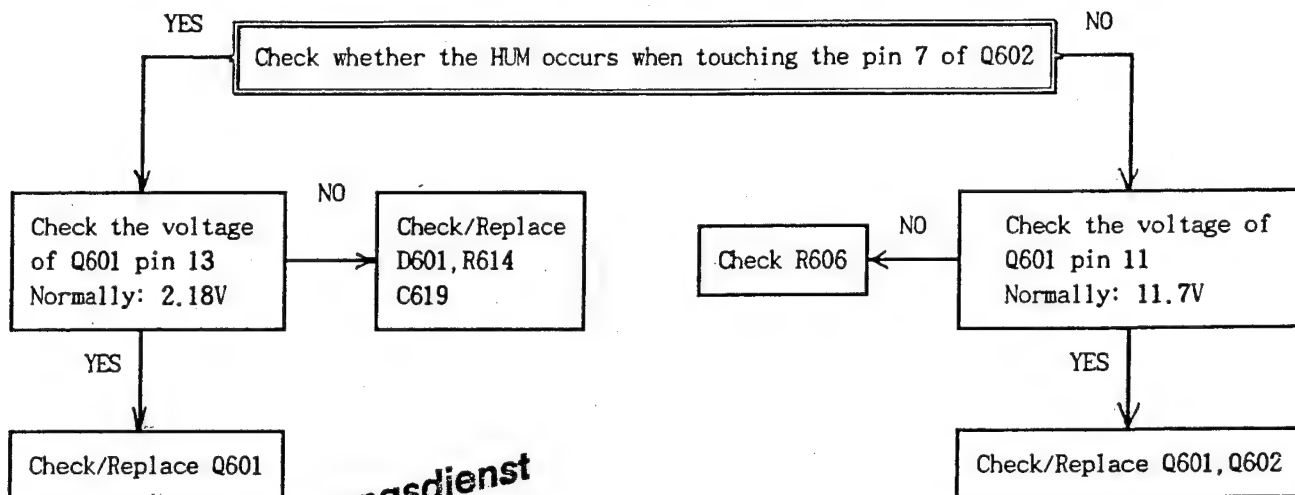 YES
NO
Check whether the HUM occurs when touching the pin 7 of Q602
Check the voltage
of Q601 pin 13
Normally: 2.18V
NO
Check/Replace
D601,R614
C619
Check R606
NO
Check the voltage of
Q601 pin 11
Normally: 11.7V
YES
YES
Check/Replace Q601
Check/Replace Q601,Q602